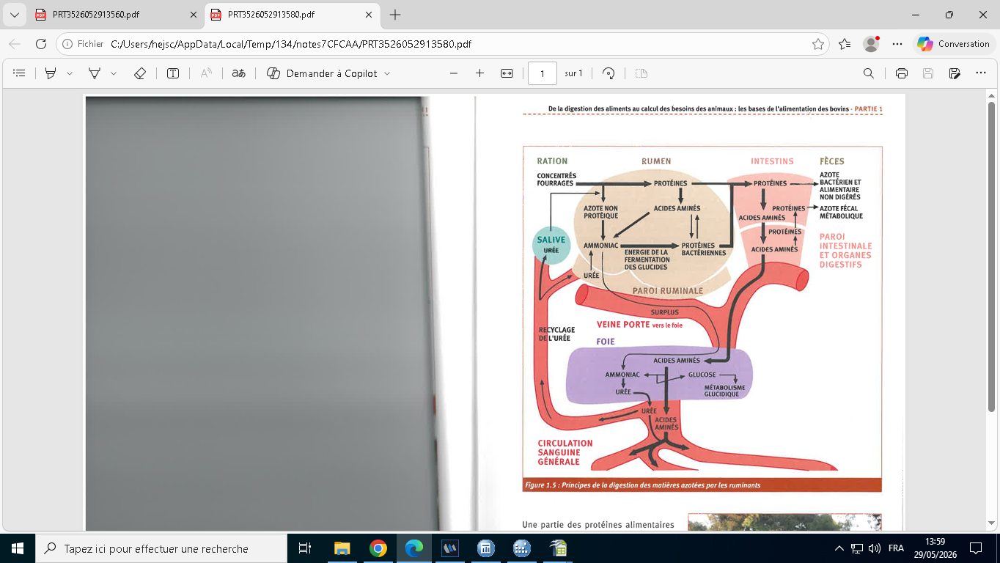 PRT3526052913560.pdf
PRT3526052913580.pdf
Fichier
C:/Users/hejsc/AppData/Local/Temp/134/notes7CFCAA/PRT3526052913580.pdf
Conversation
Demander à Copilot
1
sur 1
De la digestion des aliments au calcul des besoins des animaux : les bases de l'alimentation des bovins - PARTIE 1
RATION
RUMEN
INTESTINS
FÈCES
CONCENTRÉS
FOURRAGES
PROTÉINES
PROTÉINES
AZOTE
BACTÉRIEN ET
ALIMENTAIRE
NON DIGÉRÉS
AZOTE NON
PROTÉIQUE
ACIDES AMINÉS
PROTÉINES
ACIDES AMINÉS
AZOTE FÉCAL
MÉTABOLIQUE
SALIVE
URÉE
AMMONIAC
ENERGIE DE LA
FERMENTATION
DES GLUCIDES
PROTÉINES
BACTÉRIENNES
PROTÉINES
ACIDES AMINÉS
PAROI
INTESTINALE
ET ORGANES
DIGESTIFS
URÉE
PAROI RUMINALE
SURPLUS
VEINE PORTE vers le foie
RECYCLAGE
DE L'URÉE
FOIE
ACIDES AMINÉS
AMMONIAC
GLUCOSE
URÉE
MÉTABOLISME
GLUCIDIQUE
URÉE
ACIDES
AMINÉS
CIRCULATION
SANGUINE
GÉNÉRALE
Figure 1.5 : Principes de la digestion des matières azotées par les ruminants
Une partie des protéines alimentaires
Tapez ici pour effectuer une recherche
FRA
13:59
29/05/2026